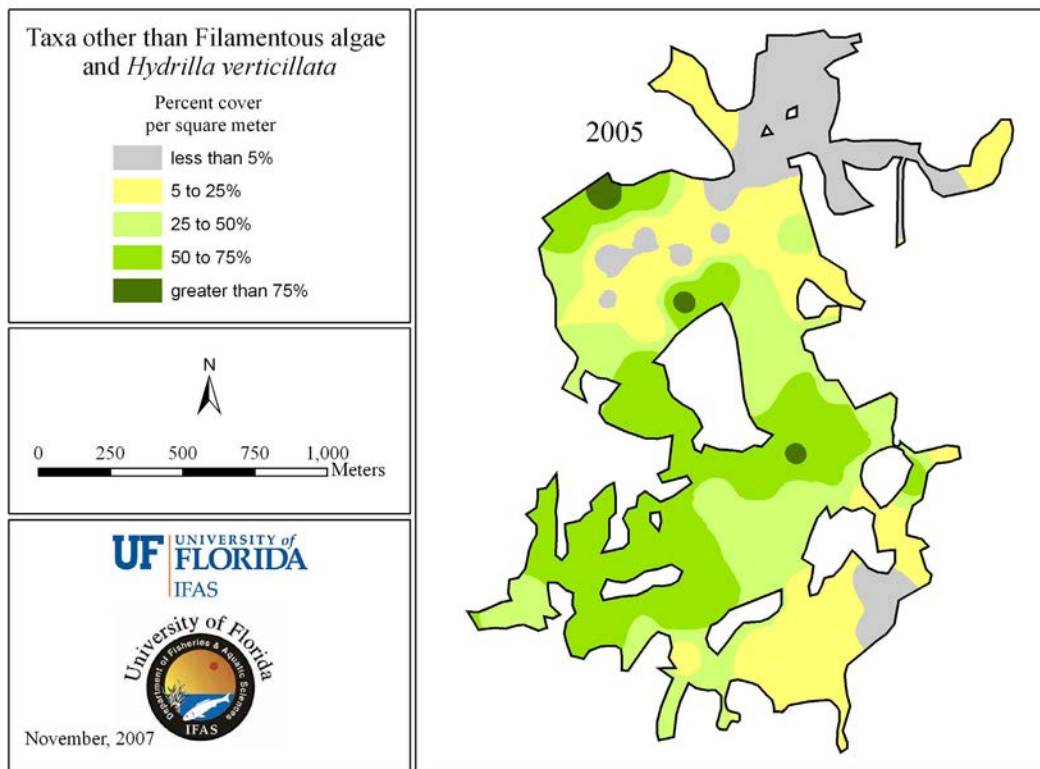 Taxa other than Filamentous algae
and Hydrilla verticillata
Percent cover
per square meter
less than 5%
5 to 25%
25 to 50%
50 to 75%
greater than 75%
N
0 250 500 750 1,000
Meters
UF UNIVERSITY of
FLORIDA
IFAS
University of Florida
Department of Fisheries & Aquatic Sciences
IFAS
November, 2007
2005